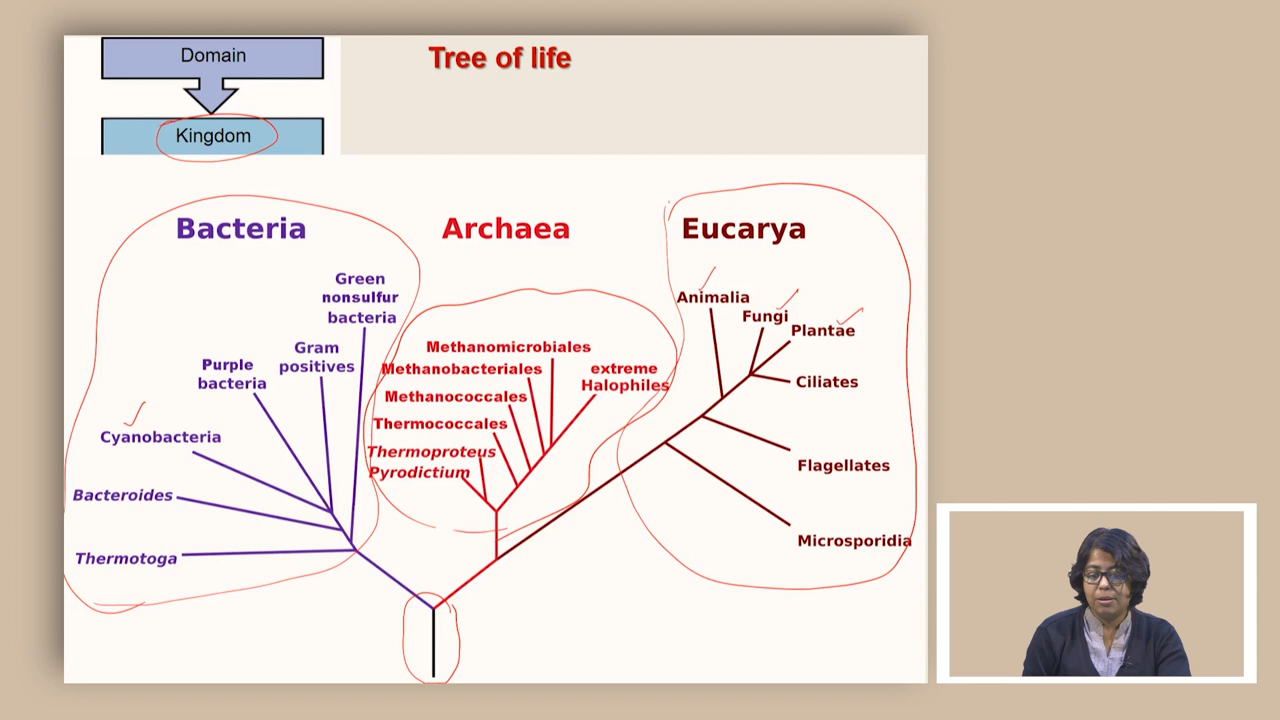 Domain
Kingdom
Tree of life
Bacteria
Archaea
Eucarya
Green
nonsulfur
bacteria
Gram
positives
Purple
bacteria
Cyanobacteria
Bacteroides
Thermotoga
Methanomicrobiales
Methanobacteriales
extreme
Halophiles
Methanococcales
Thermococcales
Thermoproteus
Pyrodictium
Animalia
Fungi
Plantae
Ciliates
Flagellates
Microsporidia